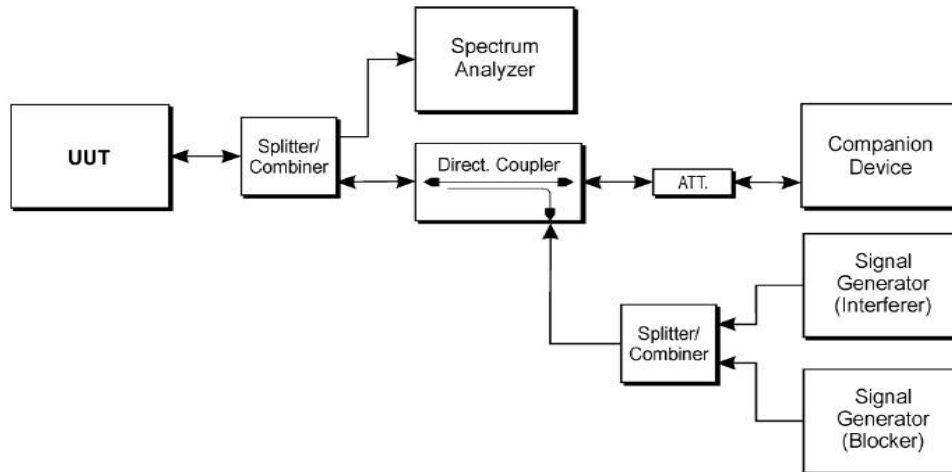 Spectrum
Analyzer
UUT
Splitter/
Combiner
Direct. Coupler
ATT.
Companion
Device
Signal
Generator
(Interferer)
Splitter/
Combiner
Signal
Generator
(Blocker)